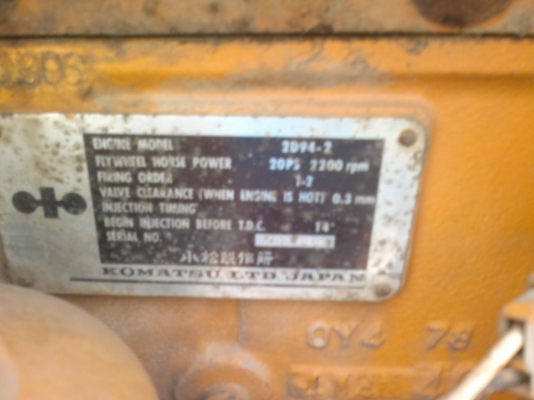 ENGINE MODEL 2D94-2
FLYWHEEL HORSE POWER 20PS 2200 rpm
FIRING ORDER 1-2
VALVE CLEARANCE (WHEN ENGINE IS HOT) 0.3 mm
INJECTION TIMING
BEGIN INJECTION BEFORE T.D.C. 14°
SERIAL NO.
小松製作所
KOMATSU LTD JAPAN
OY4 78